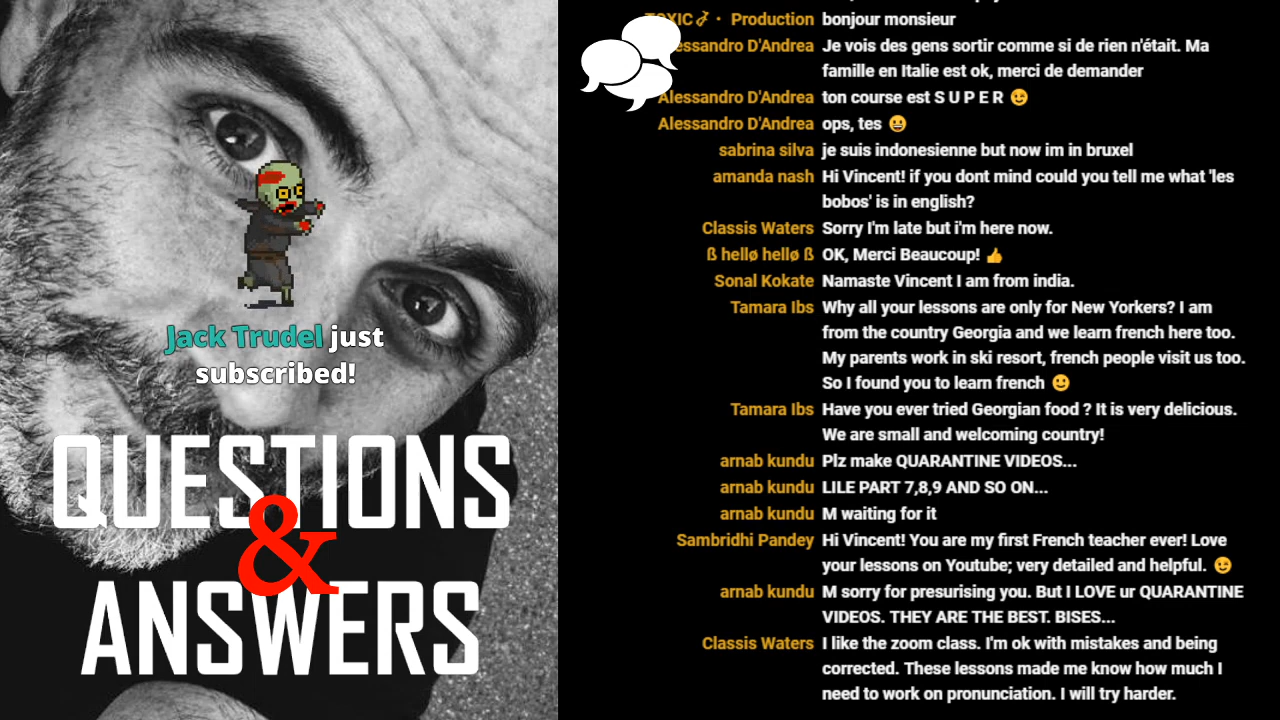 Jack Trudel just
subscribed!
QUESTIONS
&
ANSWERS
Production bonjour monsieur
Alessandro D'Andrea Je vois des gens sortir comme si de rien n'était. Ma
famille en Italie est ok, merci de demander
Alessandro D'Andrea ton course est S U P E R 😉
Alessandro D'Andrea ops, tes 😀
sabrina silva je suis indonesienne but now im in bruxel
amanda nash Hi Vincent! if you dont mind could you tell me what 'les
bobos' is in english?
Classis Waters Sorry I'm late but i'm here now.
ß hellø hellø ß OK, Merci Beaucoup! 👍
Sonal Kokate Namaste Vincent I am from india.
Tamara Ibs Why all your lessons are only for New Yorkers? I am
from the country Georgia and we learn french here too.
My parents work in ski resort, french people visit us too.
So I found you to learn french 😃
Tamara Ibs Have you ever tried Georgian food ? It is very delicious.
We are small and welcoming country!
arnab kundu Plz make QUARANTINE VIDEOS...
arnab kundu LILE PART 7,8,9 AND SO ON...
arnab kundu M waiting for it
Sambridhi Pandey Hi Vincent! You are my first French teacher ever! Love
your lessons on Youtube; very detailed and helpful. 😉
arnab kundu M sorry for presurising you. But I LOVE ur QUARANTINE
VIDEOS. THEY ARE THE BEST. BISES...
Classis Waters I like the zoom class. I'm ok with mistakes and being
corrected. These lessons made me know how much I
need to work on pronunciation. I will try harder.